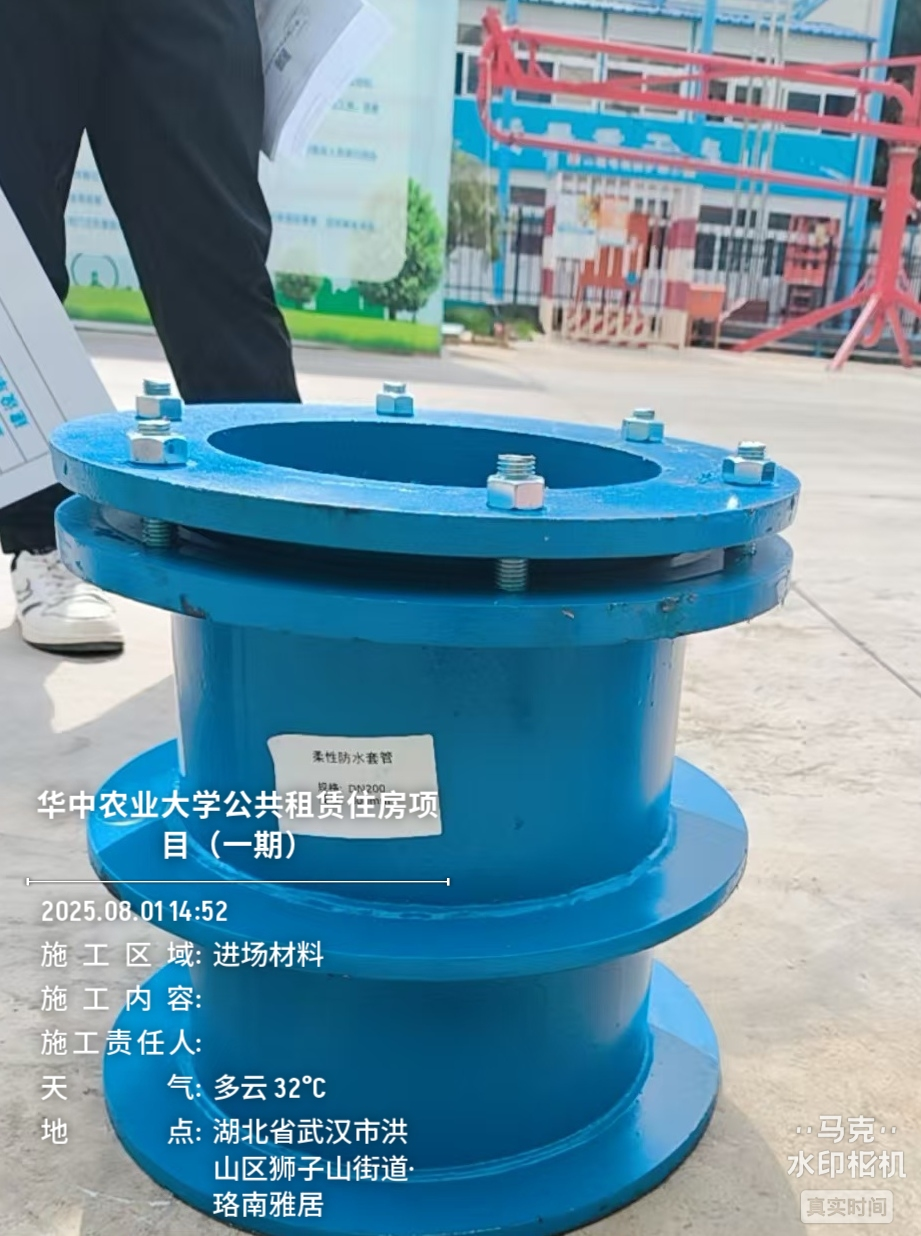 柔性防水套管
规格：DN200
华中农业大学公共租赁住房项
目（一期）
2025.08.01 14:52
施工区域：进场材料
施工内容：
施工责任人：
天气：多云 32℃
地点：湖北省武汉市洪
山区狮子山街道·
珞南雅居
马克
水印相机
真实时间